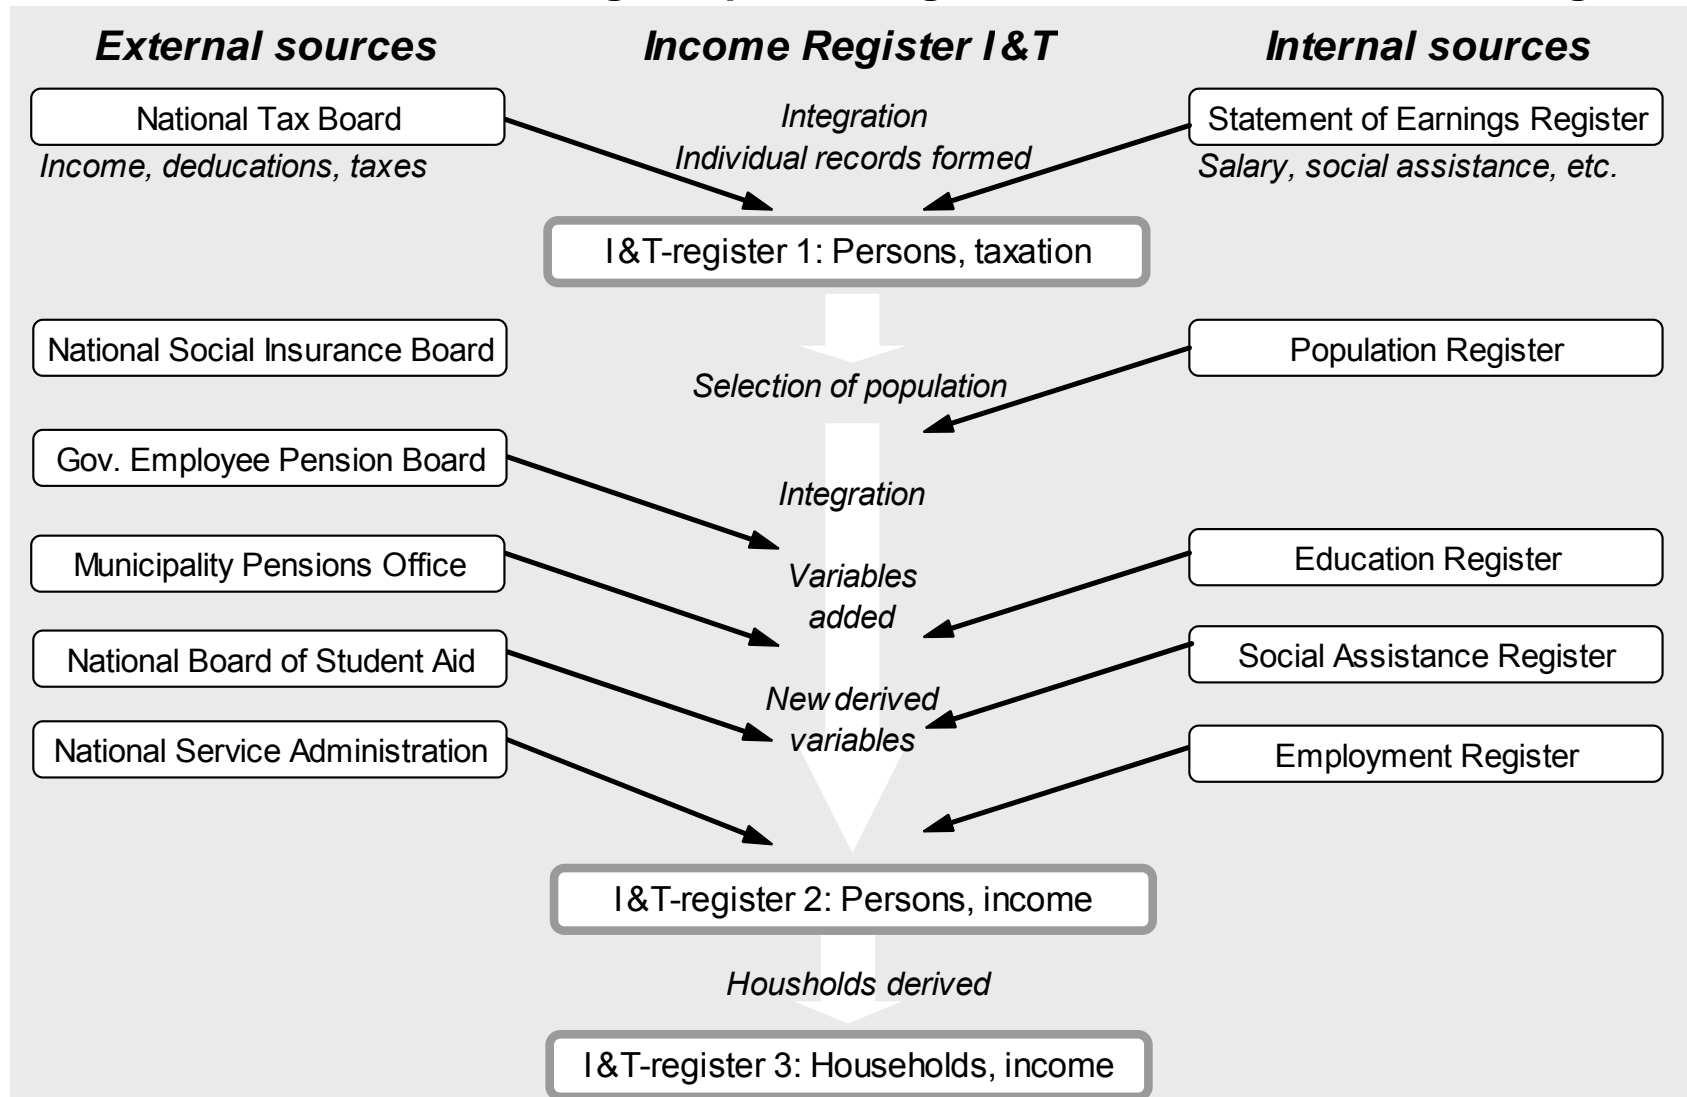 External sources
Income Register I&T
Internal sources
National Tax Board
Income, deducations, taxes
Integration
Individual records formed
Statement of Earnings Register
Salary, social assistance, etc.
I&T-register 1: Persons, taxation
National Social Insurance Board
Selection of population
Population Register
Gov. Employee Pension Board
Integration
Municipality Pensions Office
Variables
added
Education Register
National Board of Student Aid
New derived
variables
Social Assistance Register
National Service Administration
Employment Register
I&T-register 2: Persons, income
Housholds derived
I&T-register 3: Households, income